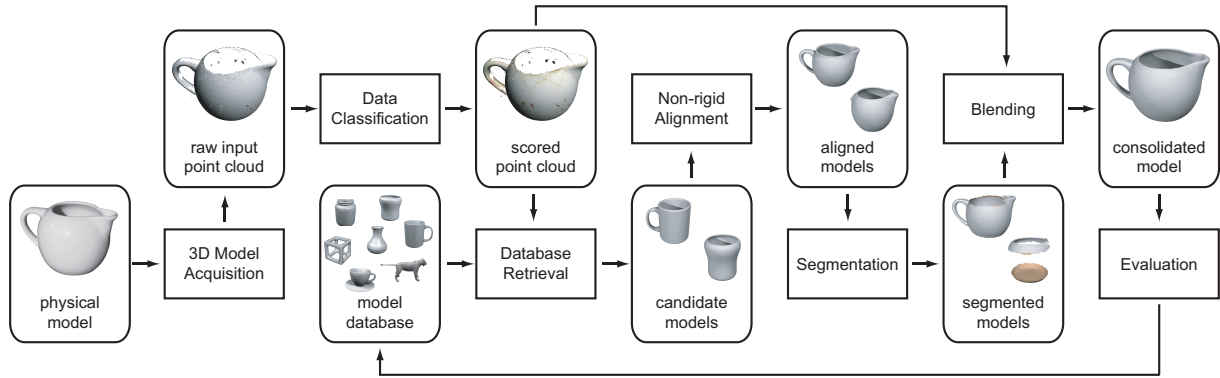 physical
model
3D Model
Acquisition
raw input
point cloud
Data
Classification
scored
point cloud
model
database
Database
Retrieval
candidate
models
Non-rigid
Alignment
aligned
models
Segmentation
segmented
models
Blending
consolidated
model
Evaluation